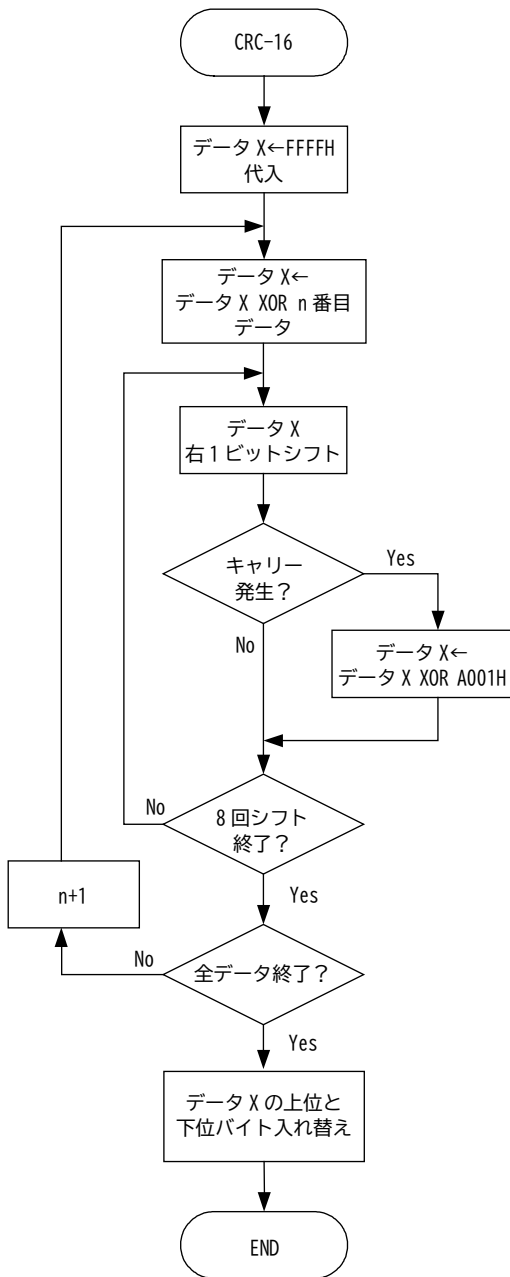 CRC-16
データ X←FFFFH
代入
データ X←
データ X XOR n 番目
データ
データ X
右 1 ビットシフト
キャリー
発生？
Yes
No
データ X←
データ X XOR A001H
8 回シフト
終了？
No
Yes
n+1
全データ終了？
No
Yes
データ X の上位と
下位バイト入れ替え
END